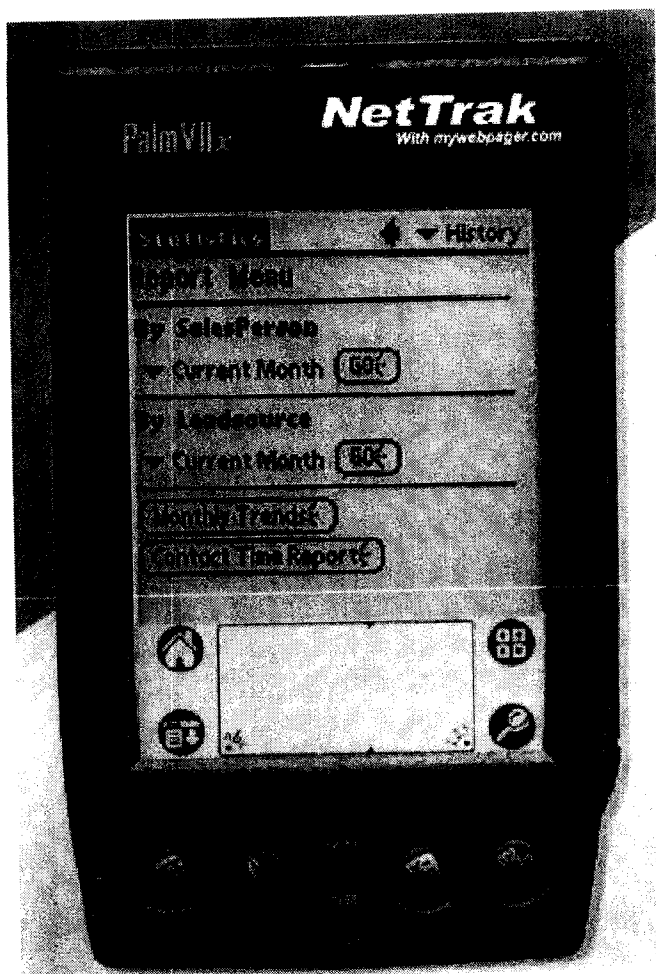 PalmVIIx
NetTrak
With mywebpager.com
Statistics History
Report Menu
By SalesPerson
Current Month GO
By Leadsource
Current Month GO
Monthly Trends
Contact Time Report